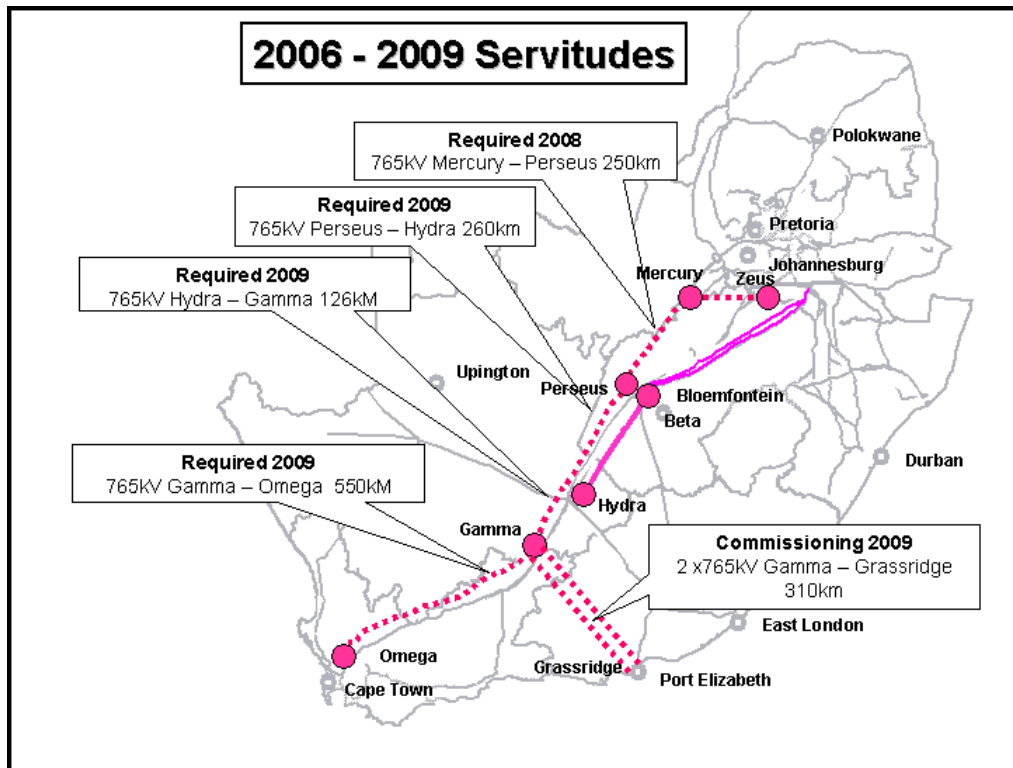 2006 - 2009 Servitudes
Required 2008
765kV Mercury – Perseus 250km
Polokwane
Required 2009
765kV Perseus – Hydra 260km
Pretoria
Johannesburg
Mercury
Zeus
Required 2009
765kV Hydra – Gamma 126kM
Upington
Perseus
Bloemfontein
Beta
Required 2009
765kV Gamma – Omega 550kM
Durban
Hydra
Gamma
Commissioning 2009
2 x765kV Gamma – Grassridge
310km
East London
Omega
Grassridge
Port Elizabeth
Cape Town